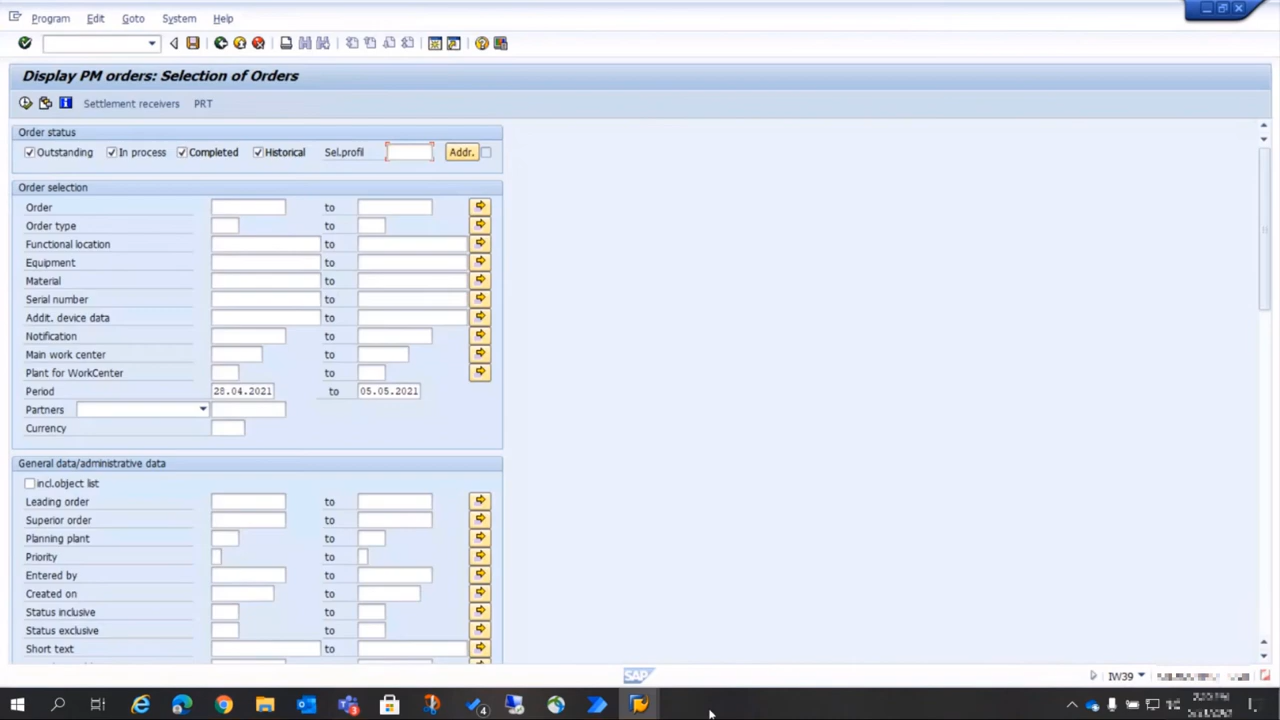 Program Edit Goto System Help
Display PM orders: Selection of Orders
Settlement receivers PRT
Order status
Outstanding In process Completed Historical Sel.profil Addr.
Order selection
Order to
Order type to
Functional location to
Equipment to
Material to
Serial number to
Addit. device data to
Notification to
Main work center to
Plant for WorkCenter to
Period 28.04.2021 to 05.05.2021
Partners
Currency
General data/administrative data
incl.object list
Leading order to
Superior order to
Planning plant to
Priority to
Entered by to
Created on to
Status inclusive to
Status exclusive to
Short text to
SAP IW39
3 4